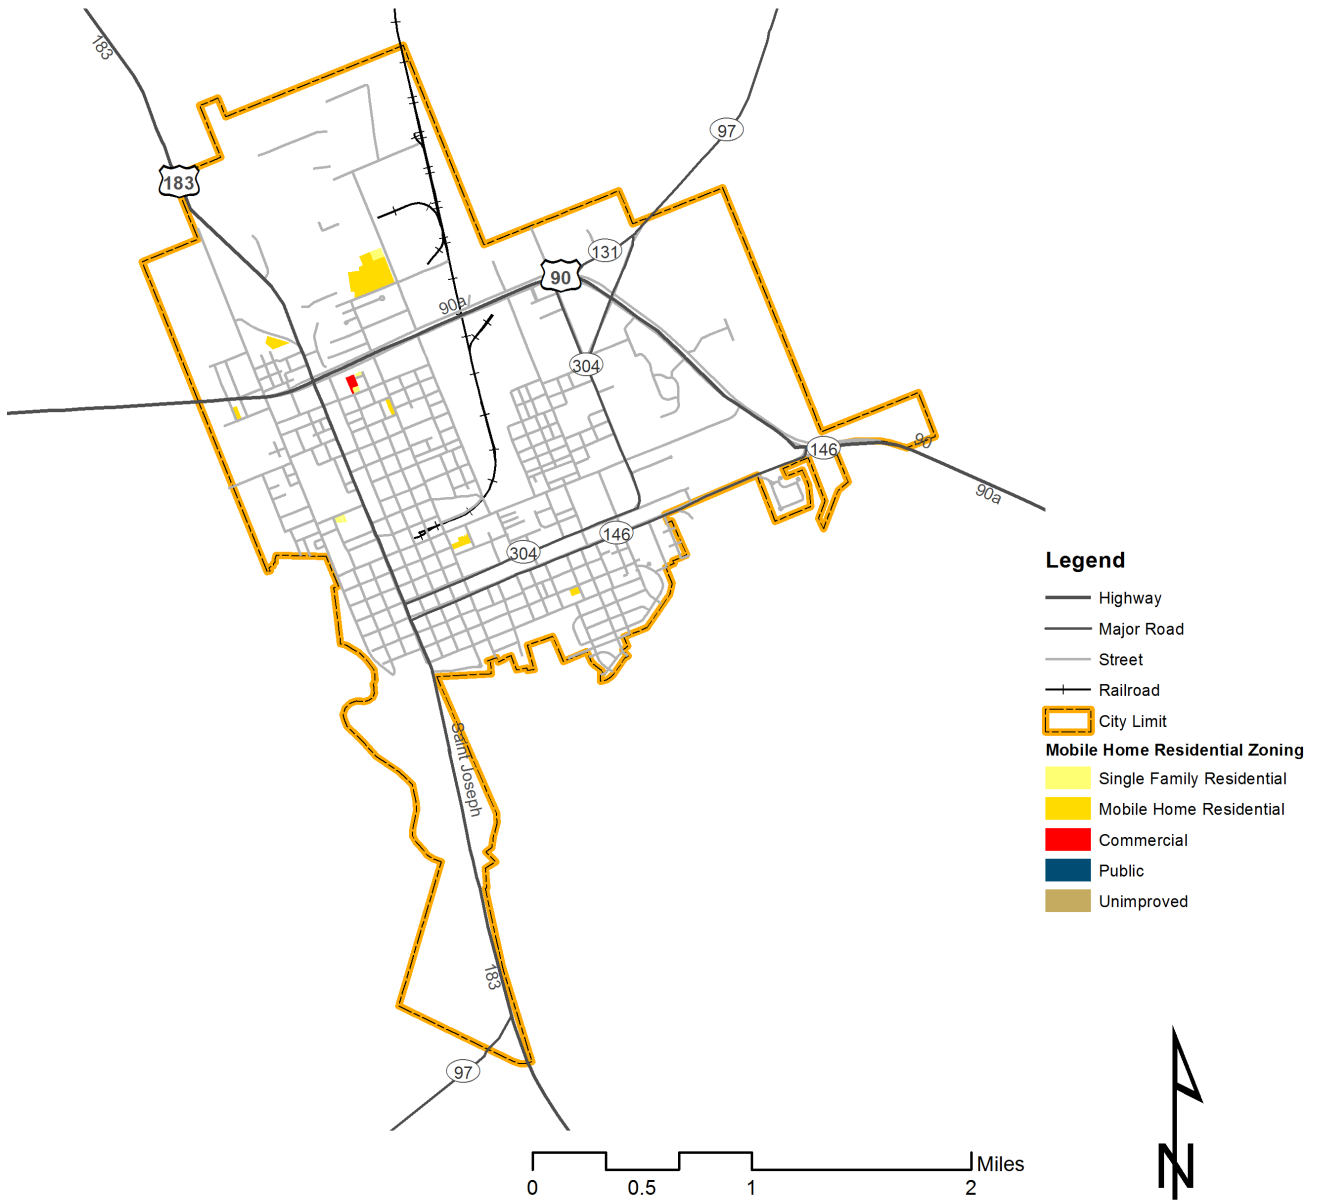 183
97
183
131
90
90a
304
146
90
90a
304
146
Saint Joseph
183
97
Legend
Highway
Major Road
Street
Railroad
City Limit
Mobile Home Residential Zoning
Single Family Residential
Mobile Home Residential
Commercial
Public
Unimproved
N
Miles
0 0.5 1 2